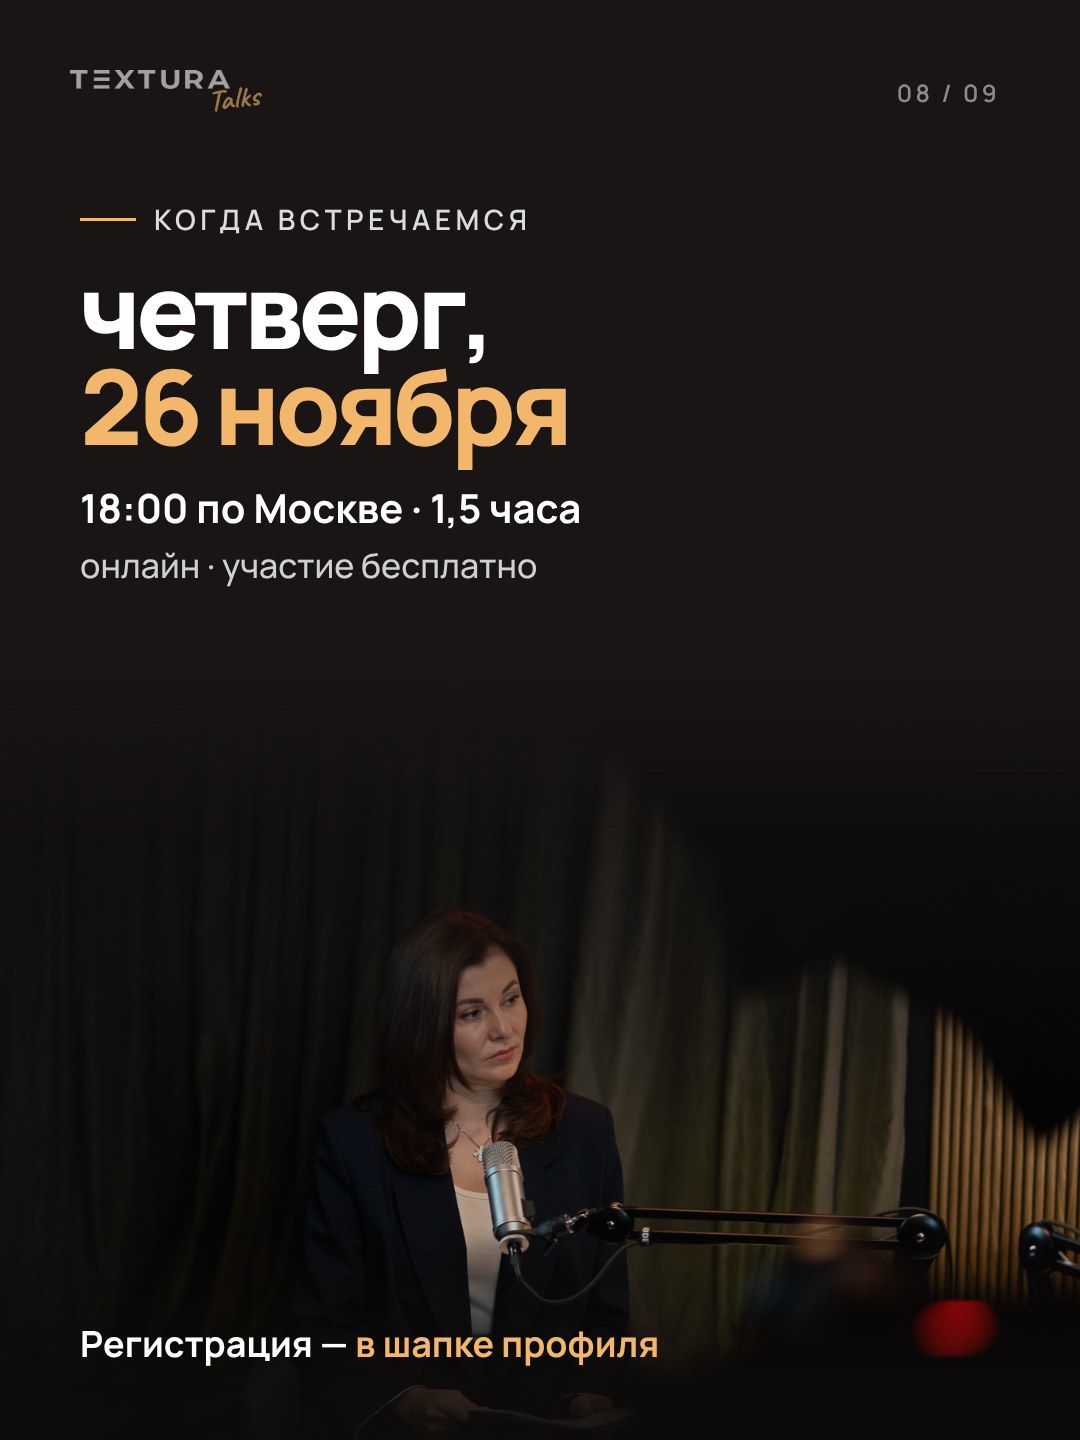 TEXTURA
Talks
08 / 09
КОГДА ВСТРЕЧАЕМСЯ
четверг,
26 ноября
18:00 по Москве · 1,5 часа
онлайн · участие бесплатно
Регистрация — в шапке профиля